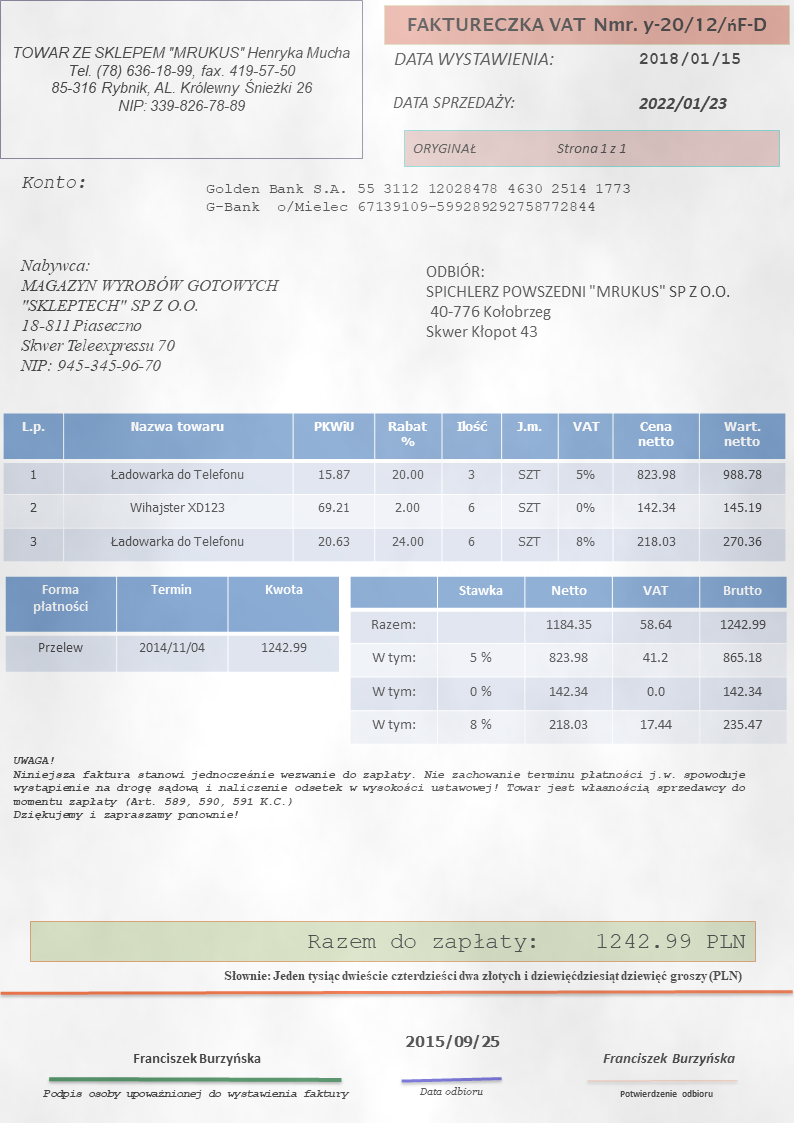 TOWAR ZE SKLEPEM "MRUKUS" Henryka Mucha
Tel. (78) 636-18-99, fax. 419-57-50
85-316 Rybnik, AL. Królewny Śnieżki 26
NIP: 339-826-78-89
FAKTURECZKA VAT Nmr. y-20/12/ńF-D
DATA WYSTAWIENIA: 2018/01/15
DATA SPRZEDAŻY: 2022/01/23
ORYGINAŁ Strona 1 z 1
Konto:
Golden Bank S.A. 55 3112 12028478 4630 2514 1773
G-Bank o/Mielec 67139109-599289292758772844
Nabywca:
MAGAZYN WYROBÓW GOTOWYCH
"SKLEPTECH" SP Z O.O.
18-811 Piaseczno
Skwer Teleexpressu 70
NIP: 945-345-96-70
ODBIÓR:
SPICHLERZ POWSZEDNI "MRUKUS" SP Z O.O.
40-776 Kołobrzeg
Skwer Kłopot 43
L.p. Nazwa towaru PKWiU Rabat % Ilość J.m. VAT Cena netto Wart. netto
1 Ładowarka do Telefonu 15.87 20.00 3 SZT 5% 823.98 988.78
2 Wihajster XD123 69.21 2.00 6 SZT 0% 142.34 145.19
3 Ładowarka do Telefonu 20.63 24.00 6 SZT 8% 218.03 270.36
Forma płatności Termin Kwota
Przelew 2014/11/04 1242.99
Stawka Netto VAT Brutto
Razem: 1184.35 58.64 1242.99
W tym: 5 % 823.98 41.2 865.18
W tym: 0 % 142.34 0.0 142.34
W tym: 8 % 218.03 17.44 235.47
UWAGA!
Niniejsza faktura stanowi jednocześnie wezwanie do zapłaty. Nie zachowanie terminu płatności j.w. spowoduje
wystąpienie na drogę sądową i naliczenie odsetek w wysokości ustawowej! Towar jest własnością sprzedawcy do
momentu zapłaty (Art. 589, 590, 591 K.C.)
Dziękujemy i zapraszamy ponownie!
Razem do zapłaty: 1242.99 PLN
Słownie: Jeden tysiąc dwieście czterdzieści dwa złotych i dziewięćdziesiąt dziewięć groszy (PLN)
Franciszek Burzyńska
Podpis osoby upoważnionej do wystawienia faktury
2015/09/25
Data odbioru
Franciszek Burzyńska
Potwierdzenie odbioru